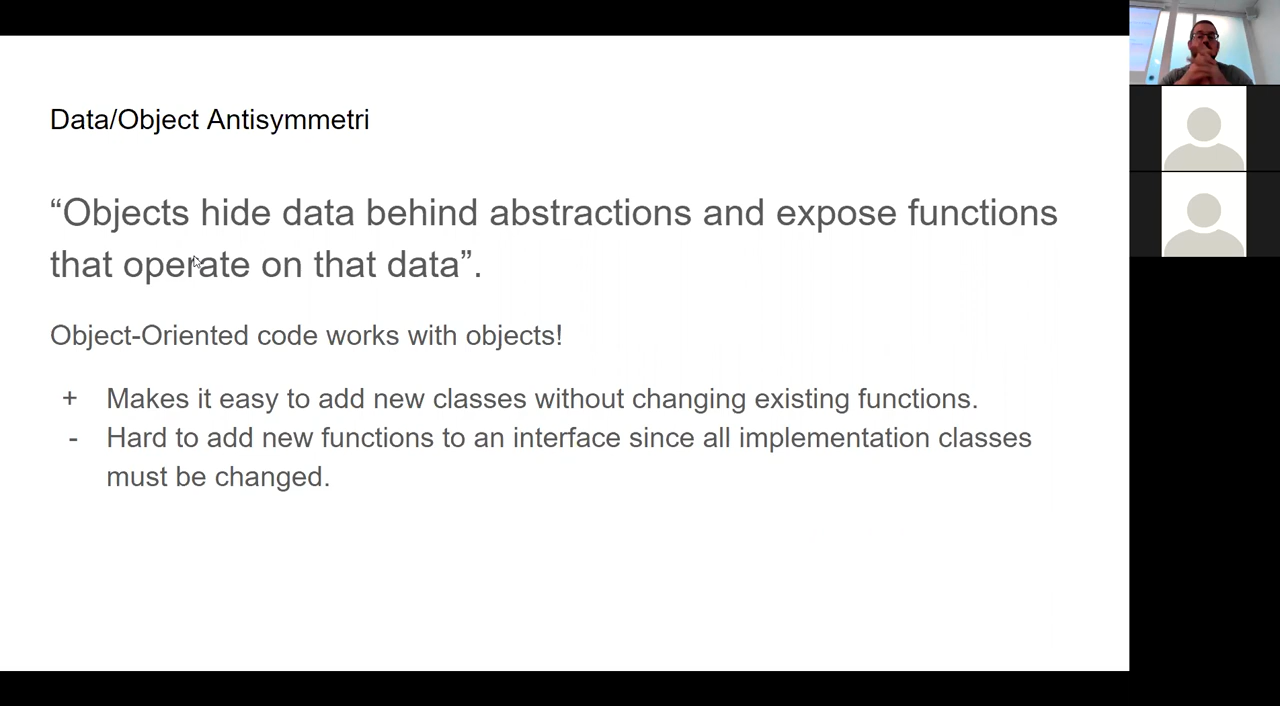 Data/Object Antisymmetri
“Objects hide data behind abstractions and expose functions
that operate on that data”.
Object-Oriented code works with objects!
+ Makes it easy to add new classes without changing existing functions.
- Hard to add new functions to an interface since all implementation classes
must be changed.